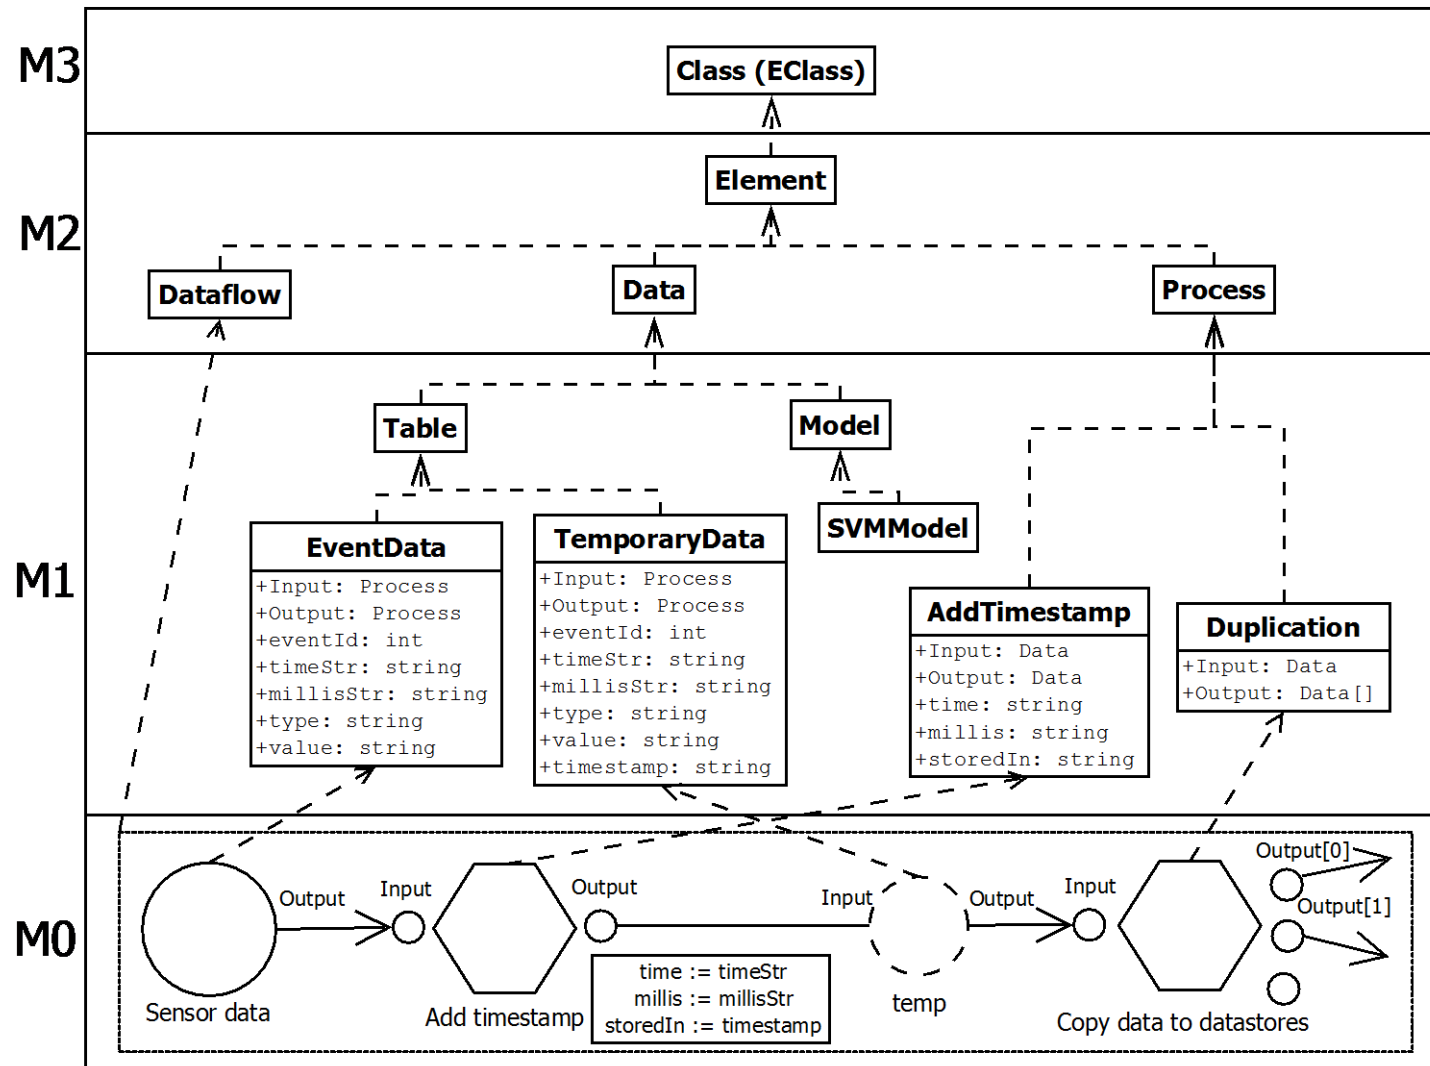 M3
Class (EClass)
M2
Element
Dataflow
Data
Process
M1
Table
Model
SVMModel
EventData
+Input: Process
+Output: Process
+eventId: int
+timeStr: string
+millisStr: string
+type: string
+value: string
TemporaryData
+Input: Process
+Output: Process
+eventId: int
+timeStr: string
+millisStr: string
+type: string
+value: string
+timestamp: string
AddTimestamp
+Input: Data
+Output: Data
+time: string
+millis: string
+storedIn: string
Duplication
+Input: Data
+Output: Data[]
M0
Output
Input
Output
Input
Output
Input
Output[0]
Output[1]
Sensor data
Add timestamp
time := timeStr
millis := millisStr
storedIn := timestamp
temp
Copy data to datastores